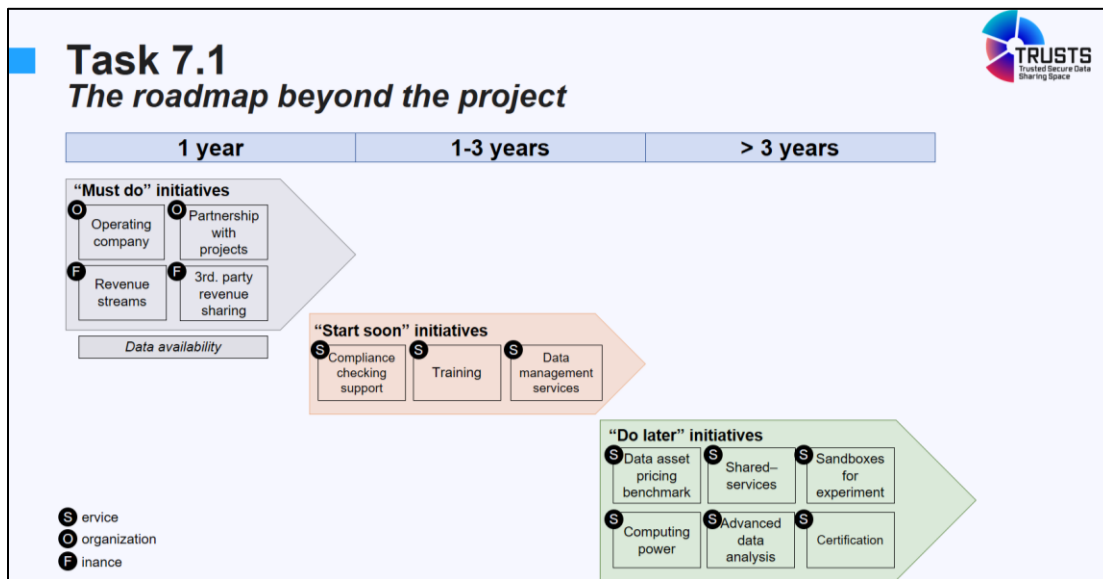 Task 7.1
The roadmap beyond the project
TRUSTS
Trusted Secure Data
Sharing Space
1 year
1-3 years
> 3 years
“Must do” initiatives
O
Operating
company
O
Partnership
with
projects
F
Revenue
streams
F
3rd. party
revenue
sharing
Data availability
“Start soon” initiatives
S
Compliance
checking
support
S
Training
S
Data
management
services
“Do later” initiatives
S
Data asset
pricing
benchmark
S
Shared–
services
S
Sandboxes
for
experiment
S
Computing
power
S
Advanced
data
analysis
S
Certification
S ervice
O organization
F inance